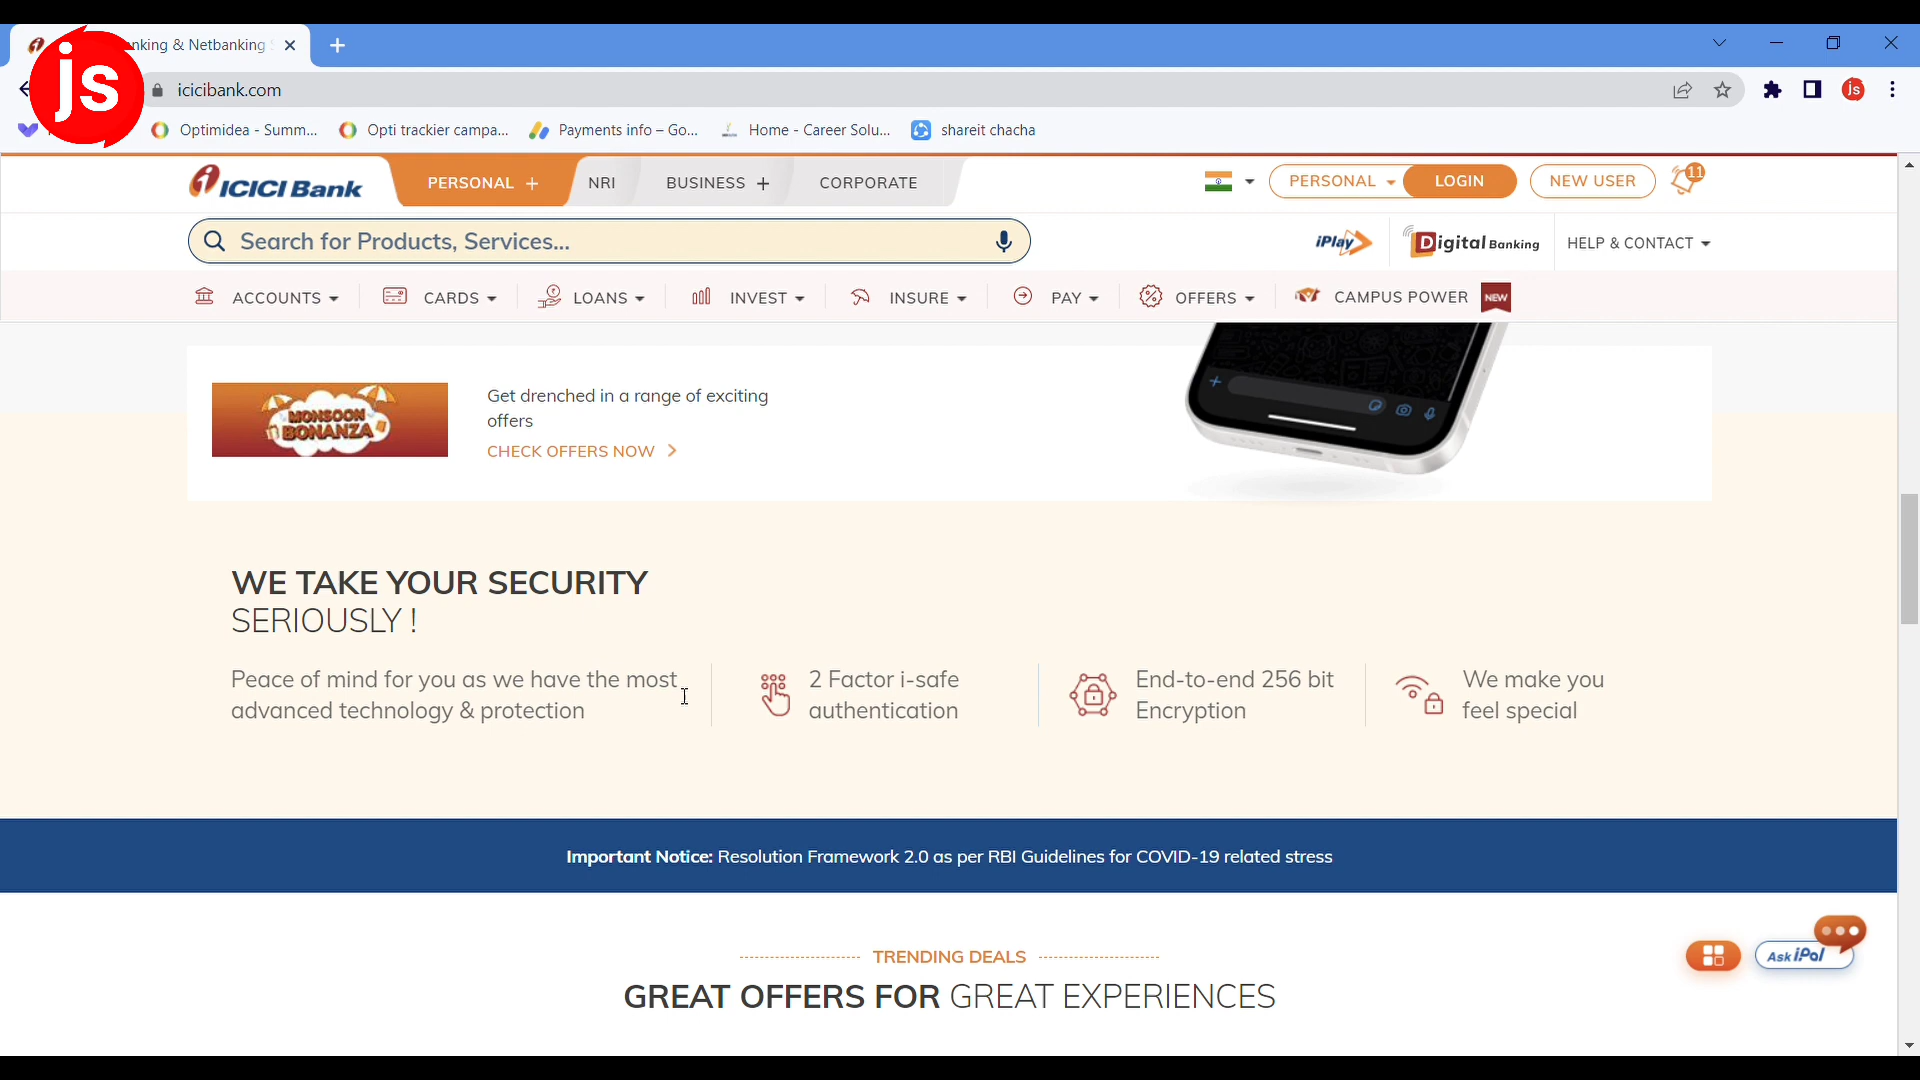 js
nking & Netbanking
icicibank.com
js
Optimidea - Summ...
Opti trackier campa...
Payments info – Go...
Home - Career Solu...
shareit chacha
ICICI Bank
PERSONAL +
NRI
BUSINESS +
CORPORATE
PERSONAL
LOGIN
NEW USER
11
Search for Products, Services...
iPlay
Digital Banking
HELP & CONTACT
ACCOUNTS
CARDS
LOANS
INVEST
INSURE
PAY
OFFERS
CAMPUS POWER
NEW
MONSOON
BONANZA
Get drenched in a range of exciting
offers
CHECK OFFERS NOW
WE TAKE YOUR SECURITY
SERIOUSLY !
Peace of mind for you as we have the most
advanced technology & protection
2 Factor i-safe
authentication
End-to-end 256 bit
Encryption
We make you
feel special
Important Notice: Resolution Framework 2.0 as per RBI Guidelines for COVID-19 related stress
TRENDING DEALS
GREAT OFFERS FOR GREAT EXPERIENCES
Ask iPal